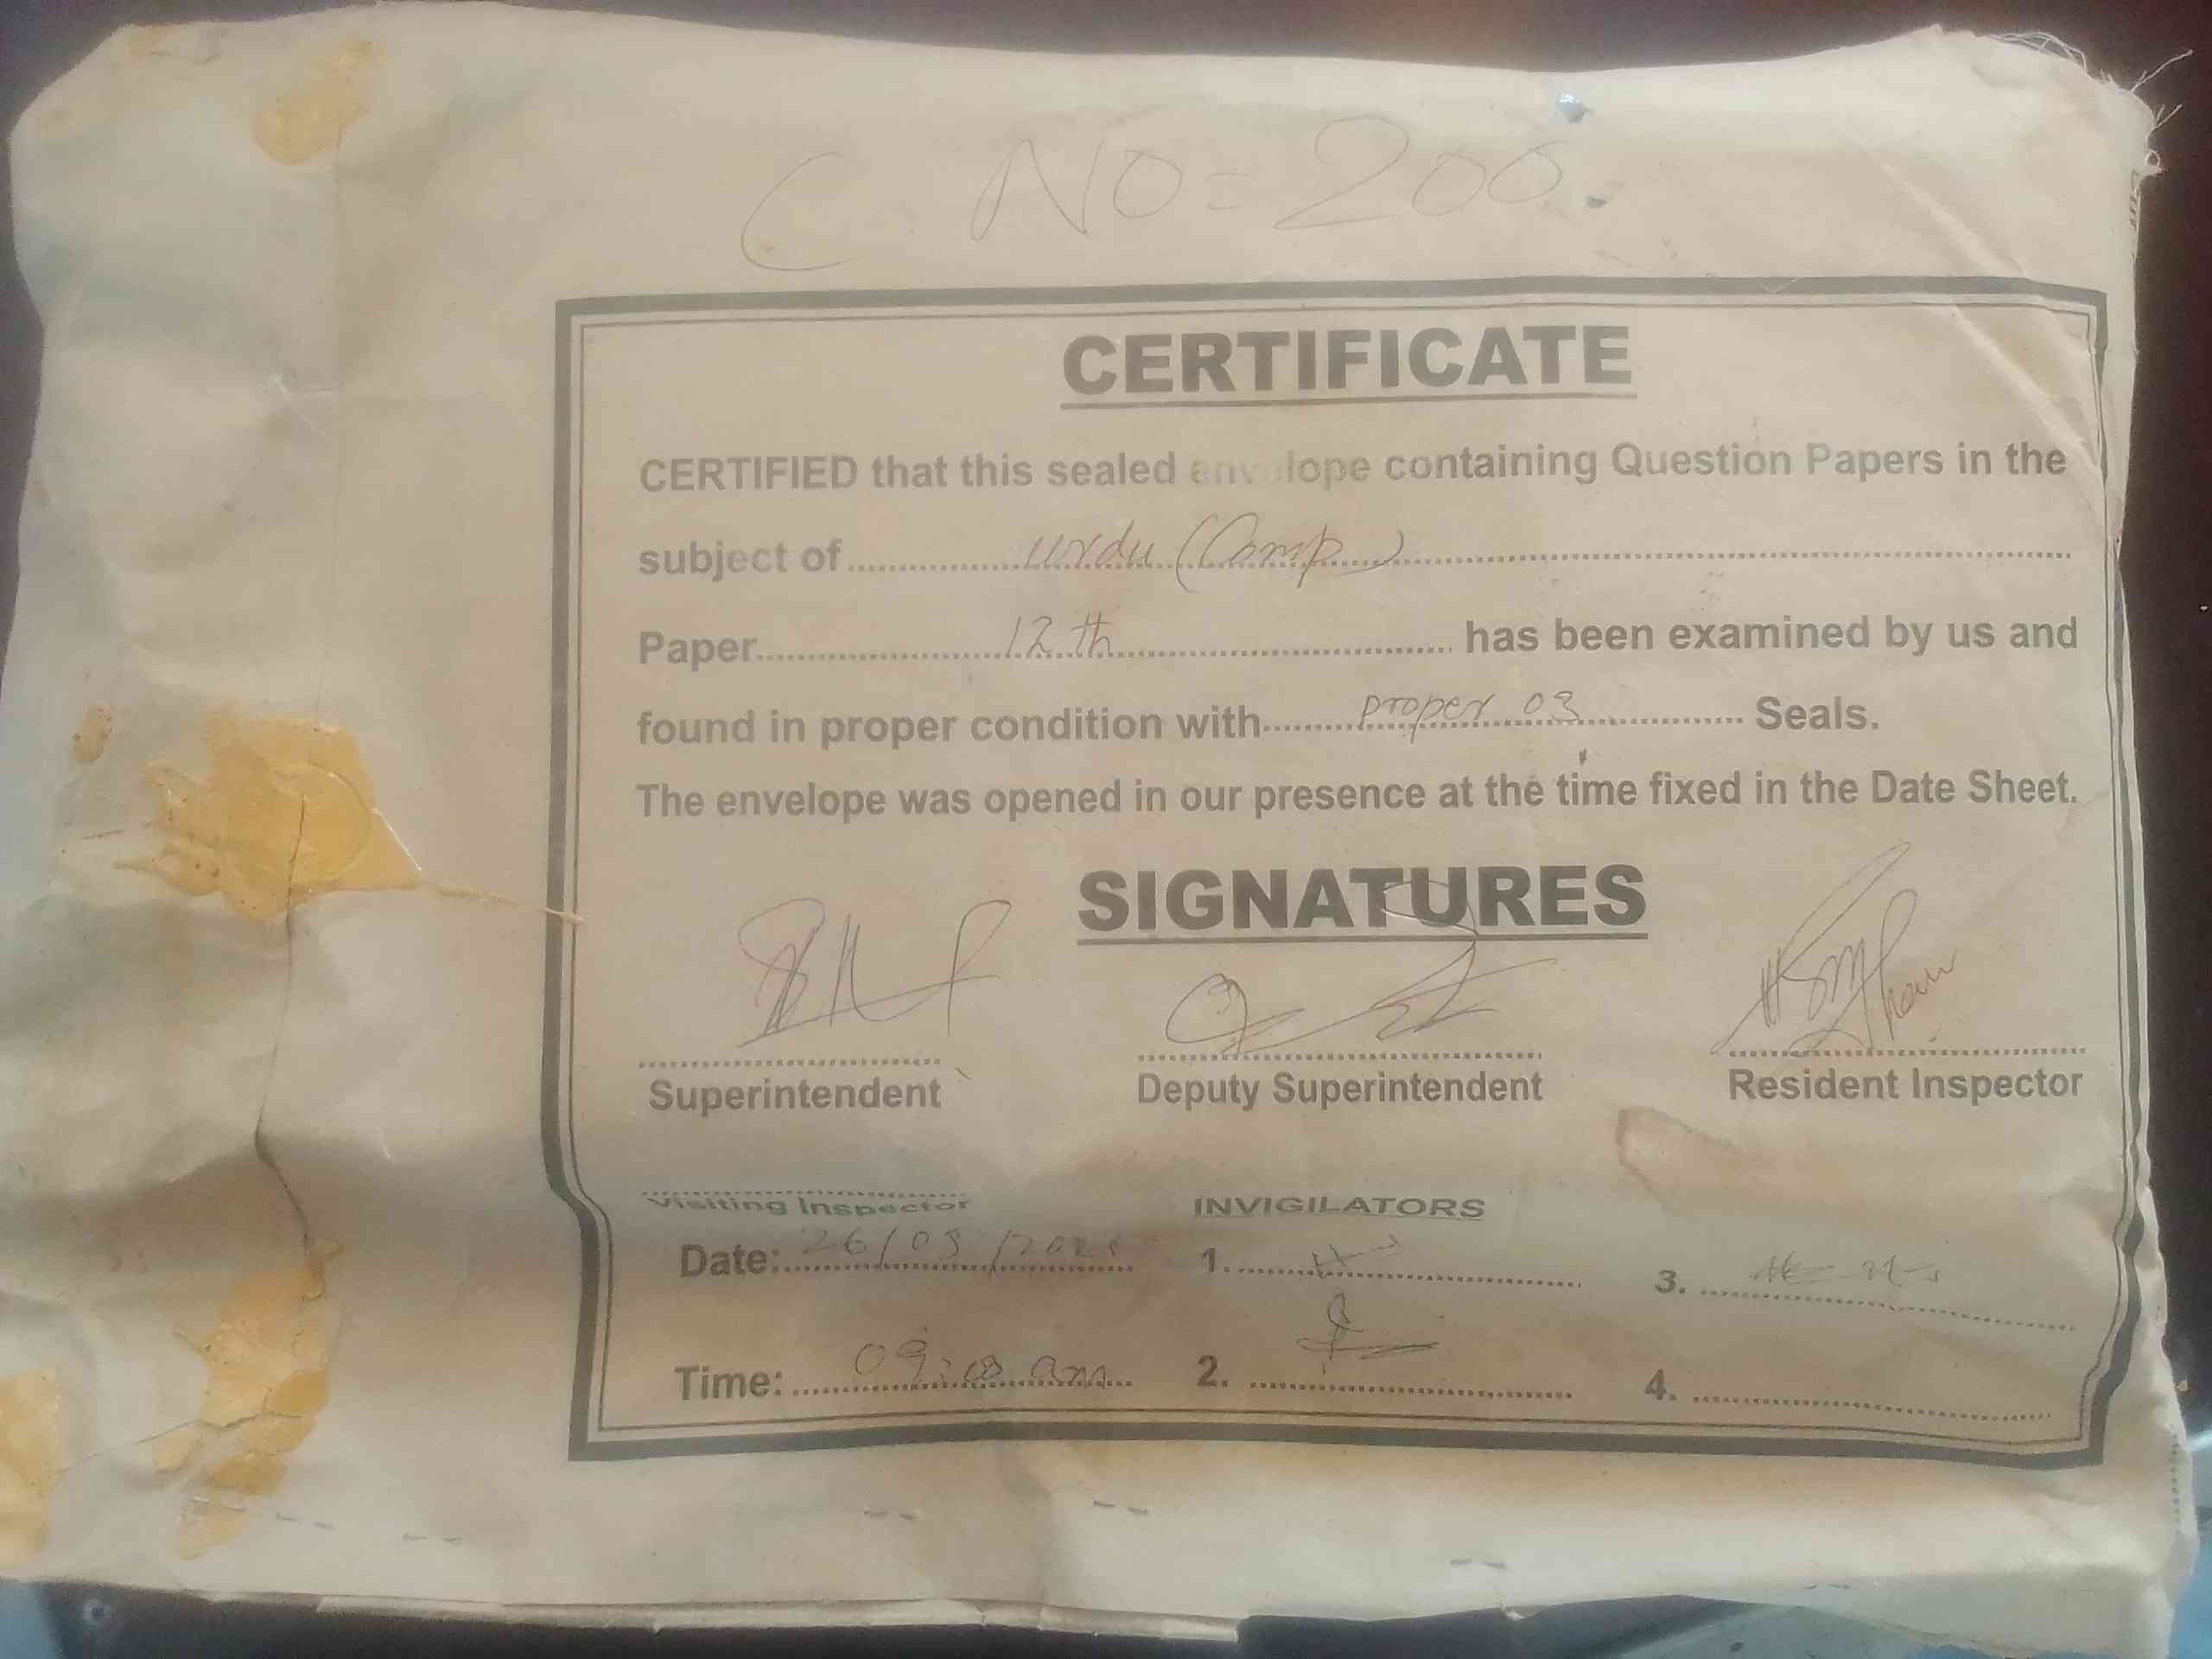 C NO = 200.
CERTIFICATE
CERTIFIED that this sealed envelope containing Question Papers in the
subject of.................urdu (Comp)..................
Paper.................12th................. has been examined by us and
found in proper condition with.........proper 03............. Seals.
The envelope was opened in our presence at the time fixed in the Date Sheet.
SIGNATURES
Superintendent Deputy Superintendent Resident Inspector
Visiting Inspector INVIGILATORS
Date: 26/03/ 1. 3.
Time: 09: am 2. 4.